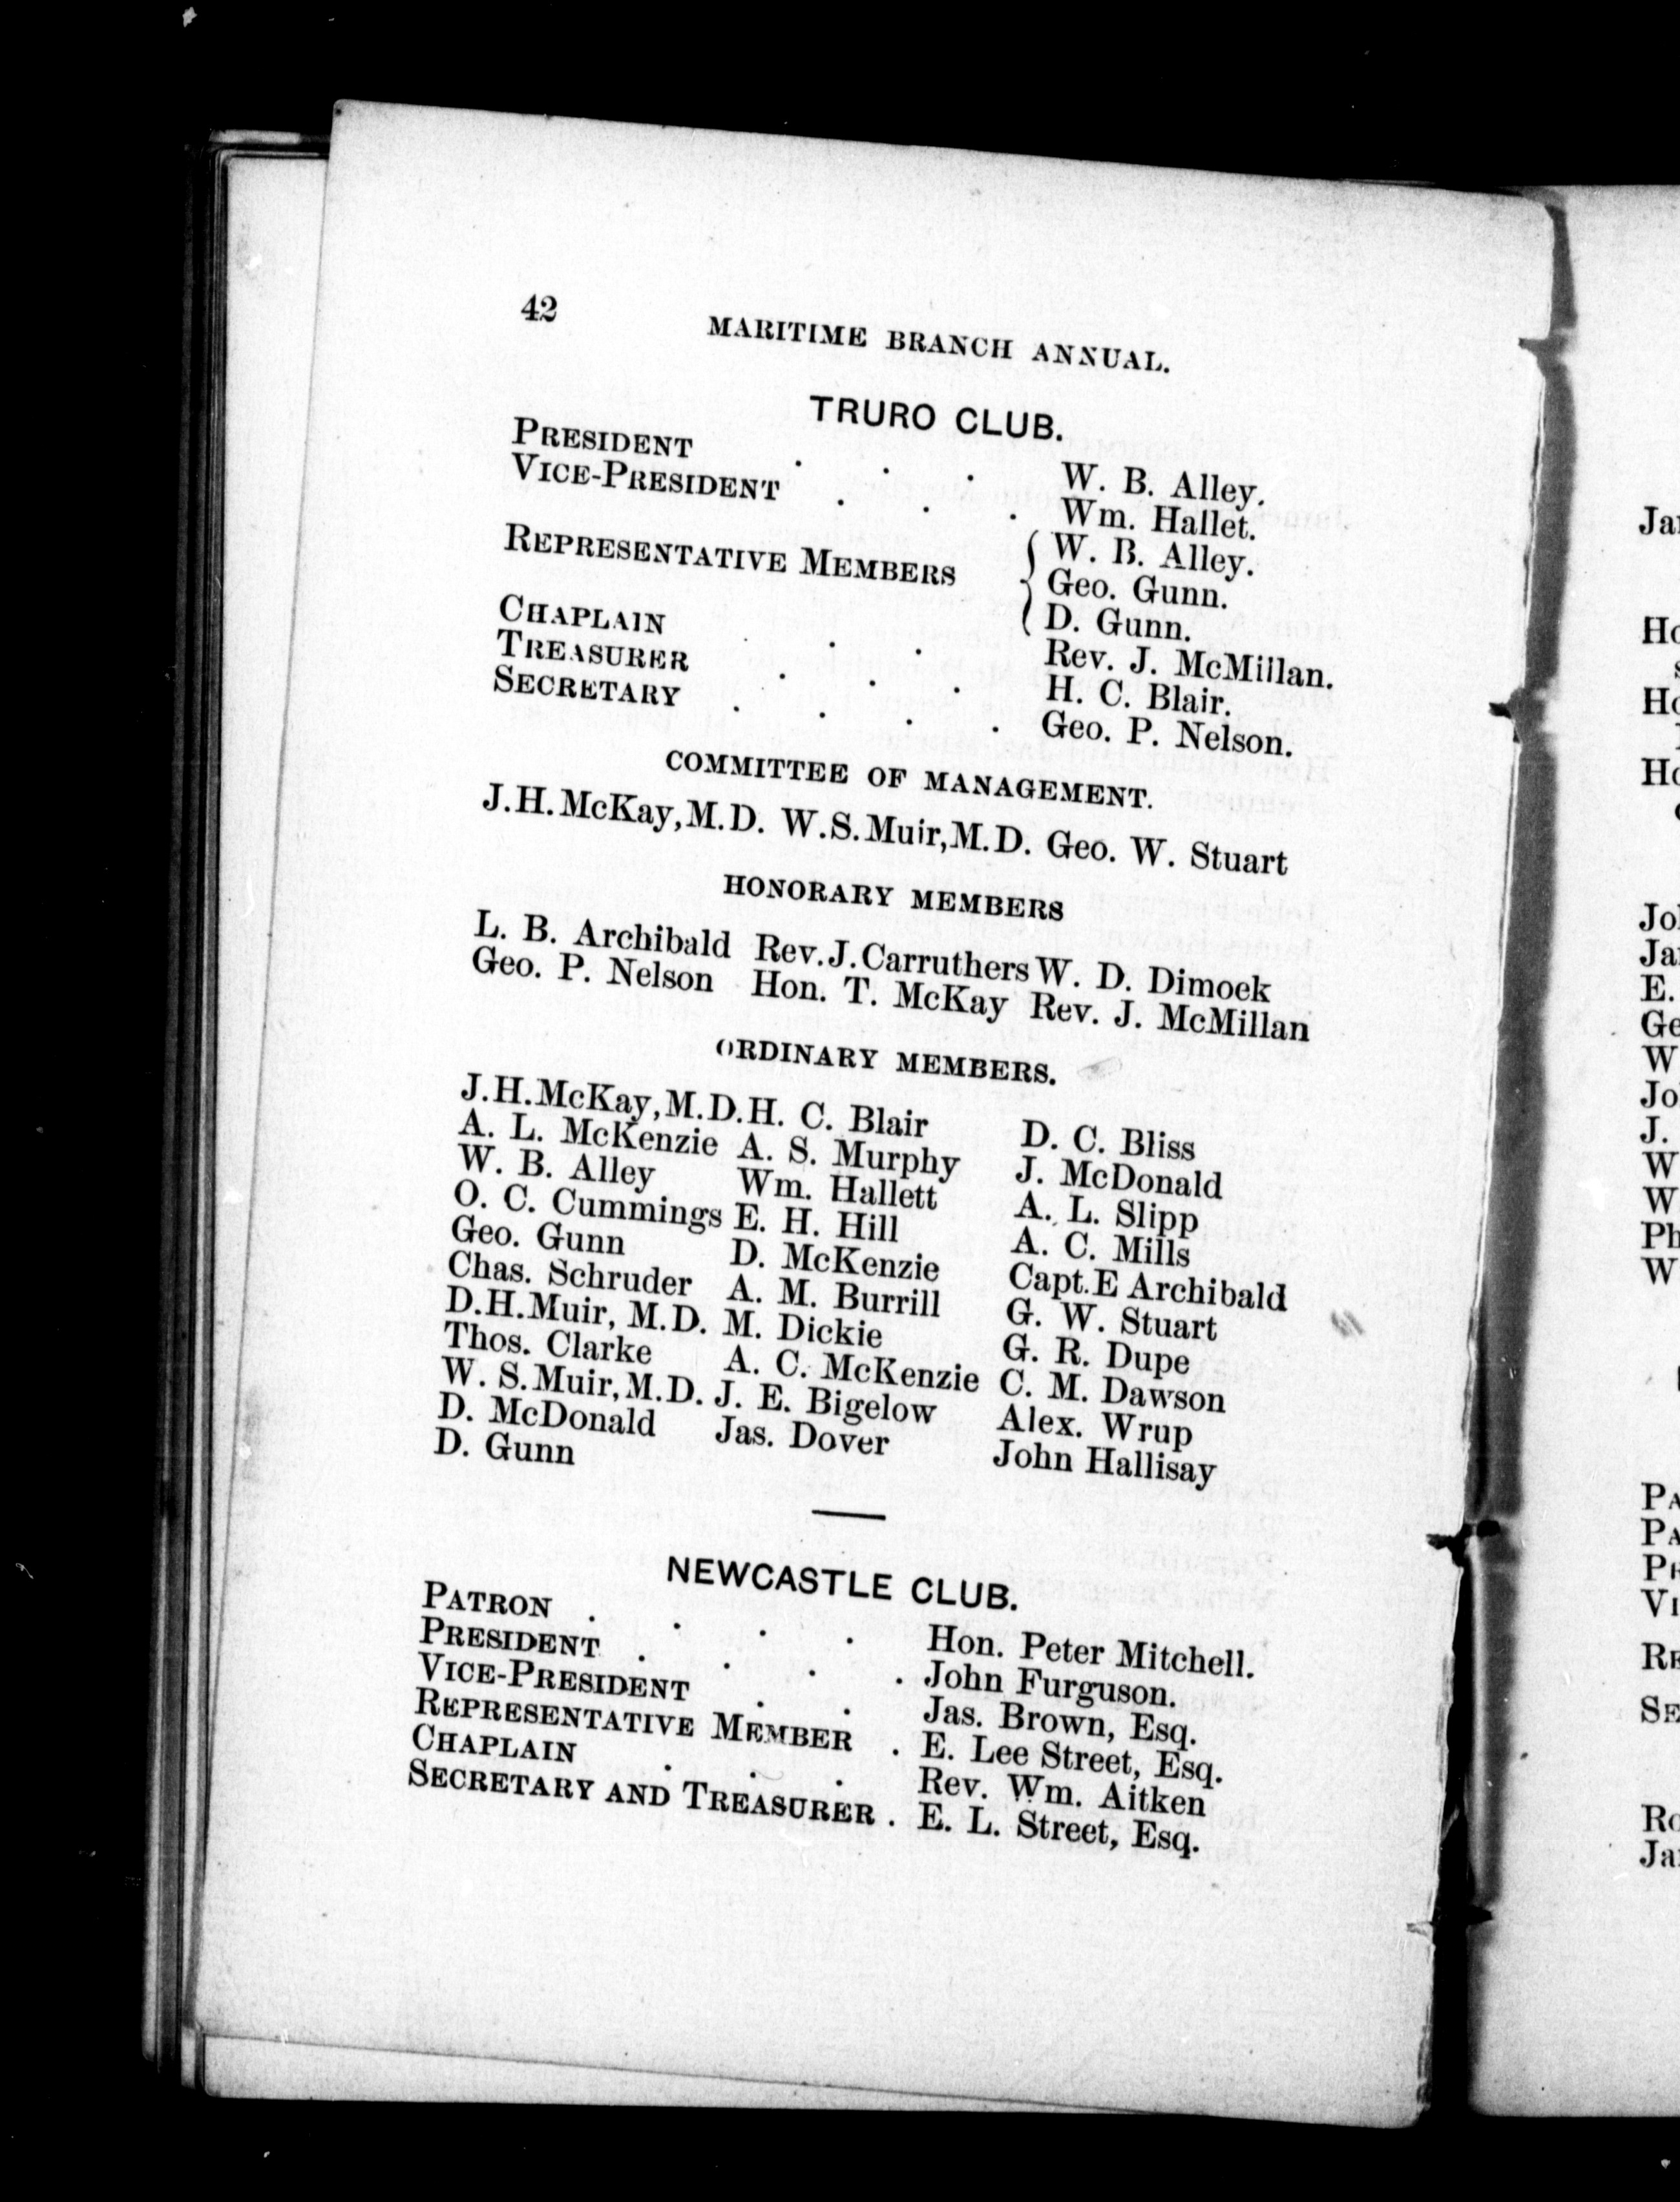 42 MARITIME BRANCH ANNUAL.
TRURO CLUB.
PRESIDENT . . . W. B. Alley.
VICE-PRESIDENT . . . Wm. Hallet.
REPRESENTATIVE MEMBERS { W. B. Alley.
Geo. Gunn.
D. Gunn.
CHAPLAIN . . . Rev. J. McMillan.
TREASURER . . . H. C. Blair.
SECRETARY . . . . Geo. P. Nelson.
COMMITTEE OF MANAGEMENT.
J.H. McKay, M.D. W.S. Muir, M.D. Geo. W. Stuart
HONORARY MEMBERS
L. B. Archibald Rev. J. Carruthers W. D. Dimoek
Geo. P. Nelson Hon. T. McKay Rev. J. McMillan
ORDINARY MEMBERS.
J.H. McKay, M.D. H. C. Blair D. C. Bliss
A. L. McKenzie A. S. Murphy J. McDonald
W. B. Alley Wm. Hallett A. L. Slipp
O. C. Cummings E. H. Hill A. C. Mills
Geo. Gunn D. McKenzie Capt. E Archibald
Chas. Schruder A. M. Burrill G. W. Stuart
D.H. Muir, M.D. M. Dickie G. R. Dupe
Thos. Clarke A. C. McKenzie C. M. Dawson
W. S. Muir, M.D. J. E. Bigelow Alex. Wrup
D. McDonald Jas. Dover John Hallisay
D. Gunn
NEWCASTLE CLUB.
PATRON . . . . Hon. Peter Mitchell.
PRESIDENT . . . . John Furguson.
VICE-PRESIDENT . . Jas. Brown, Esq.
REPRESENTATIVE MEMBER . E. Lee Street, Esq.
CHAPLAIN . . . Rev. Wm. Aitken
SECRETARY AND TREASURER . E. L. Street, Esq.